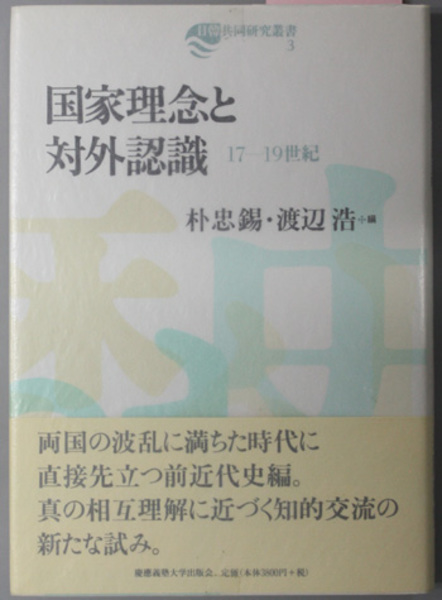 日韓共同研究叢書
3
国家理念と
対外認識 17—19世紀
朴忠錫・渡辺浩÷編
両国の波乱に満ちた時代に
直接先立つ前近代史編。
真の相互理解に近づく知的交流の
新たな試み。
慶應義塾大学出版会 定価(本体3800円+税)